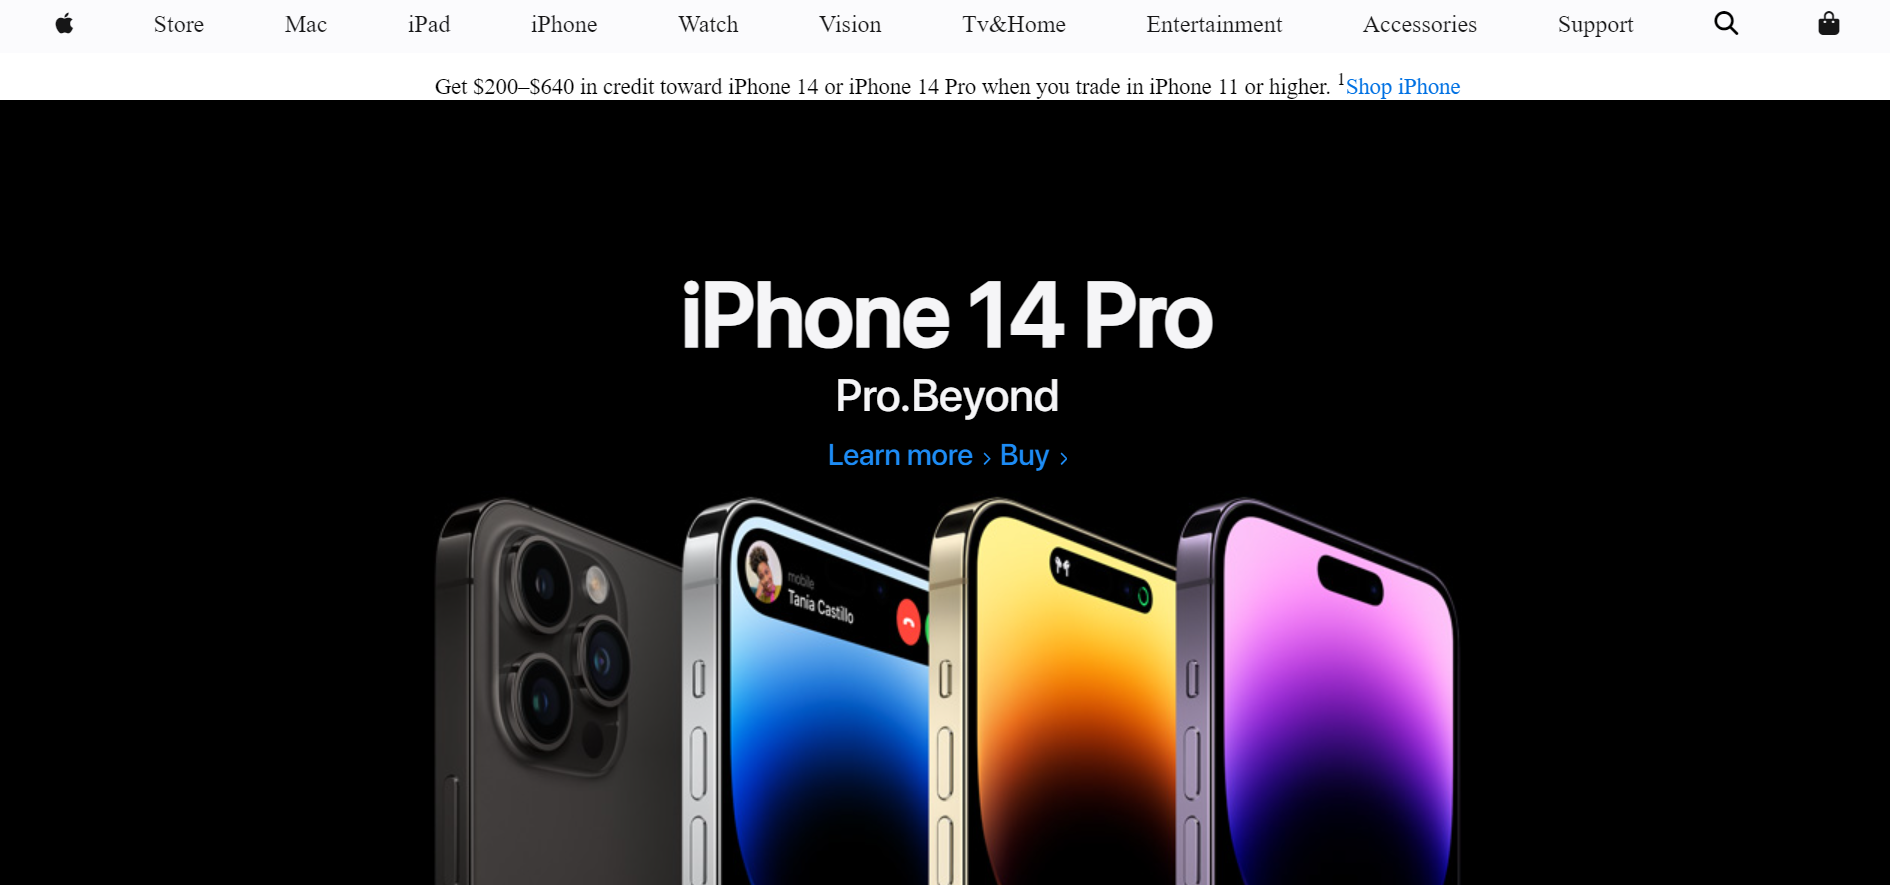 Store Mac iPad iPhone Watch Vision Tv&Home Entertainment Accessories Support
Get $200–$640 in credit toward iPhone 14 or iPhone 14 Pro when you trade in iPhone 11 or higher. ¹Shop iPhone
iPhone 14 Pro
Pro.Beyond
Learn more › Buy ›
mobile
Tania Castillo